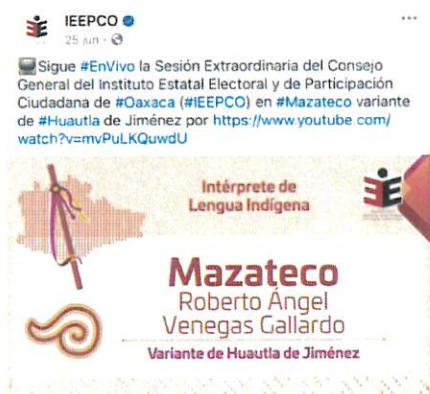 IEEPCO
25 jun ·
Sigue #EnVivo la Sesión Extraordinaria del Consejo
General del Instituto Estatal Electoral y de Participación
Ciudadana de #Oaxaca (#IEEPCO) en #Mazateco variante
de #Huautla de Jiménez por https://www.youtube.com/
watch?v=mvPuLKQuwdU
Intérprete de
Lengua Indígena
Mazateco
Roberto Ángel
Venegas Gallardo
Variante de Huautla de Jiménez